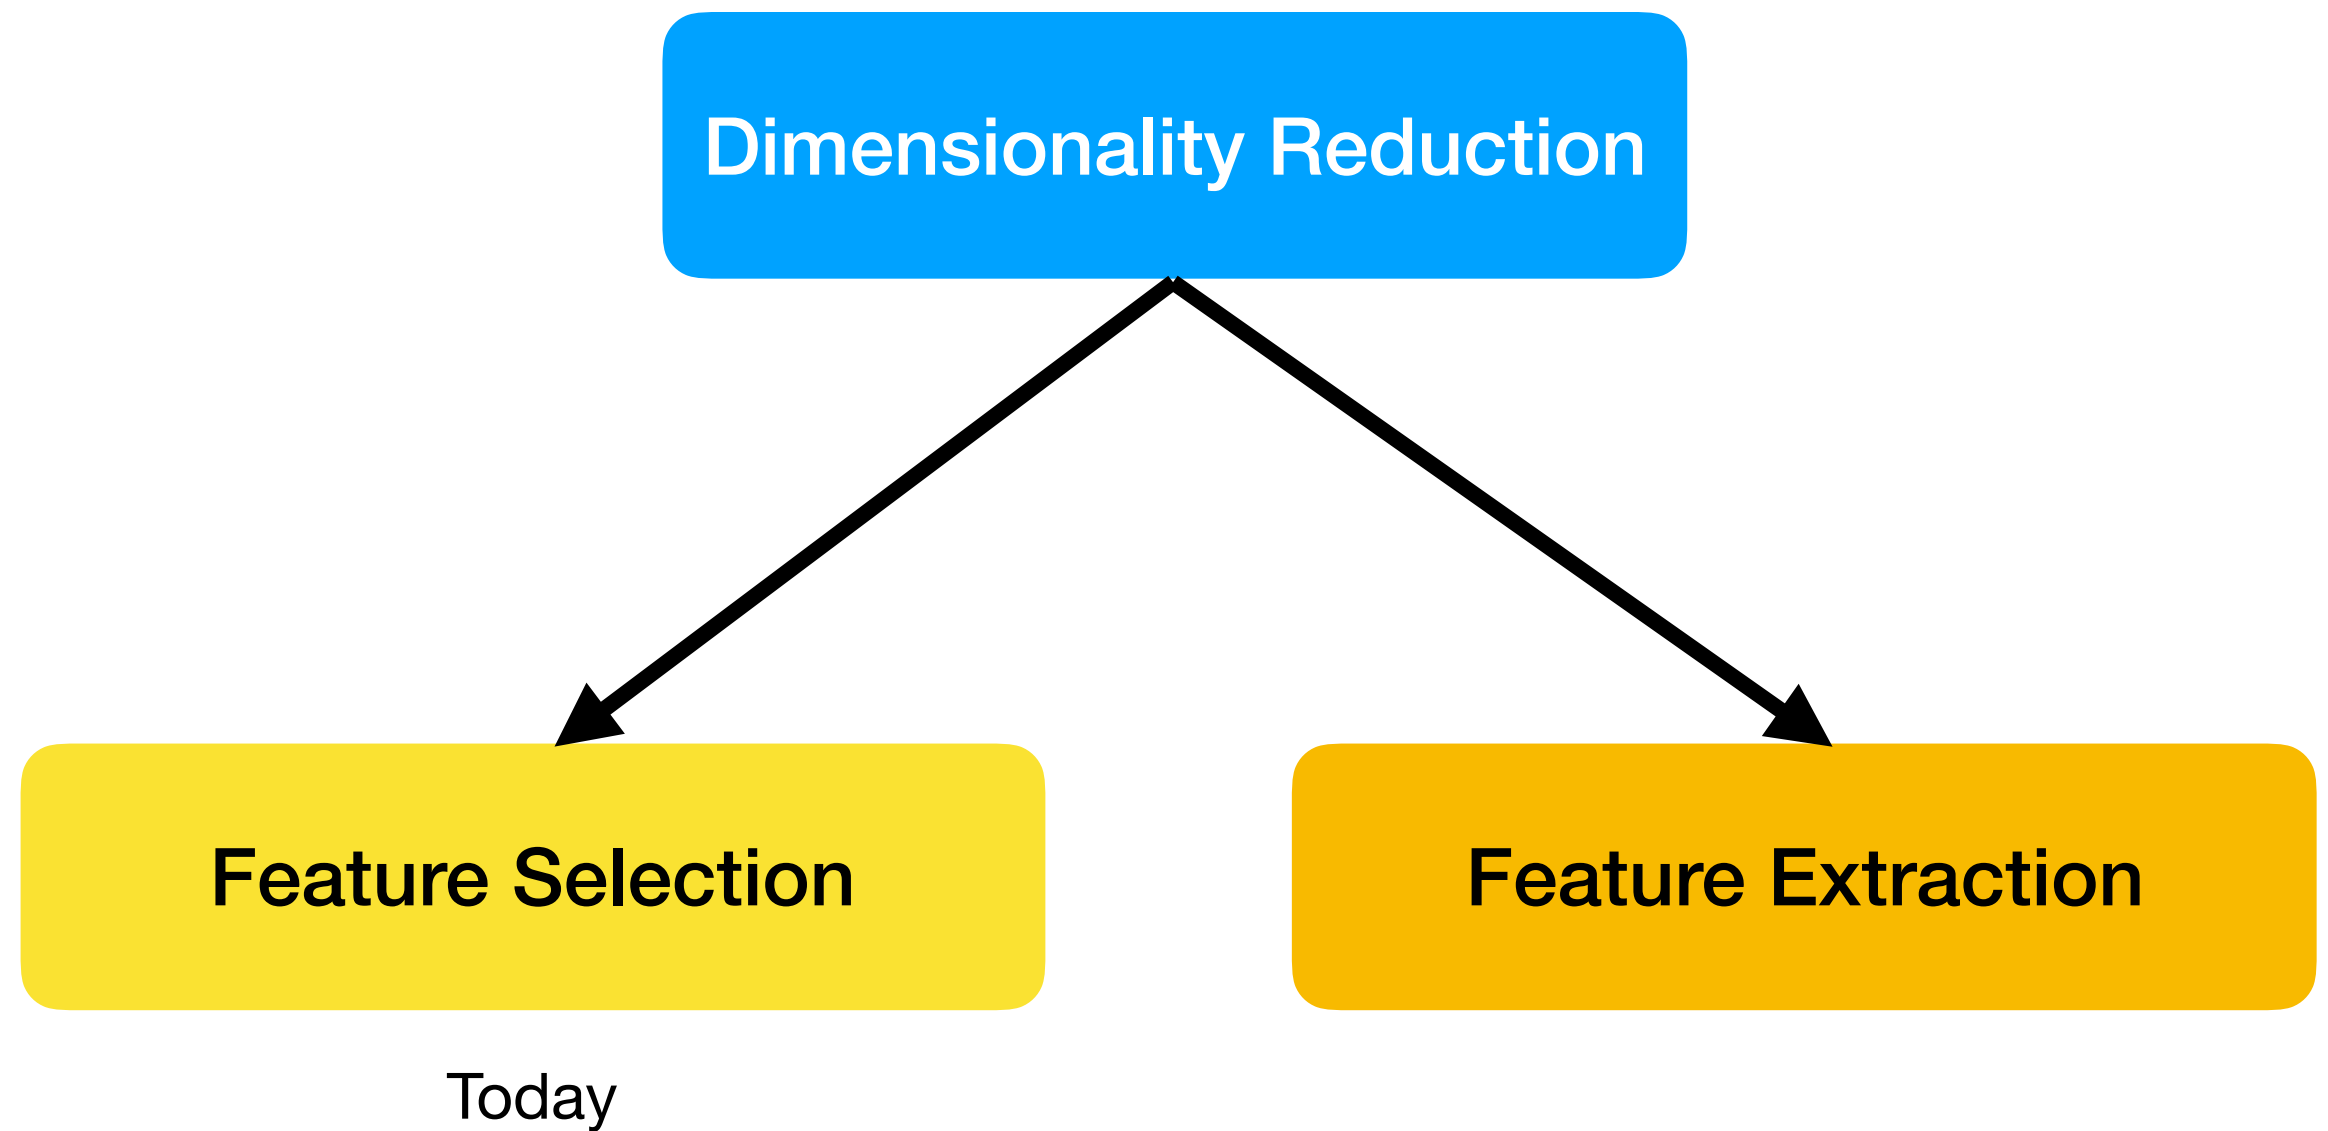 Dimensionality Reduction
Feature Selection
Feature Extraction
Today